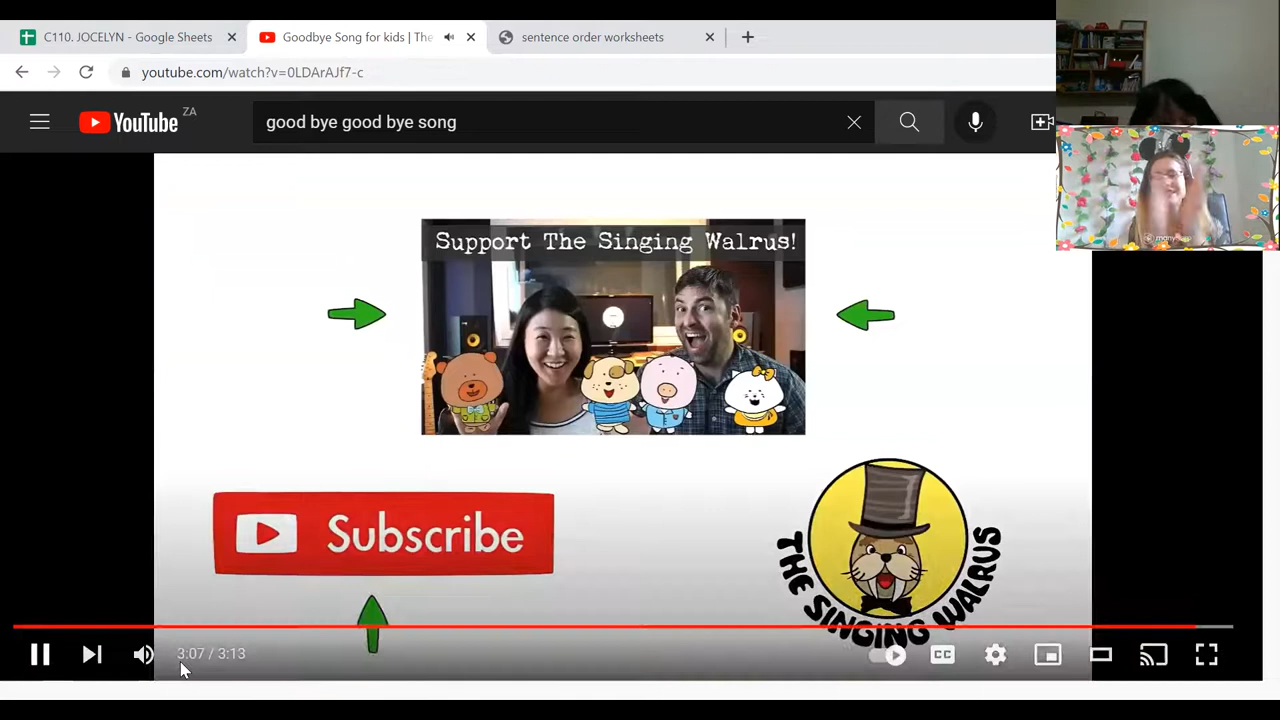 C110. JOCELYN - Google Sheets
Goodbye Song for kids | The
sentence order worksheets
youtube.com/watch?v=0LDArAJf7-c
YouTube ZA
good bye good bye song
Support The Singing Walrus!
Subscribe
THE SINGING WALRUS
3:07 / 3:13
CC